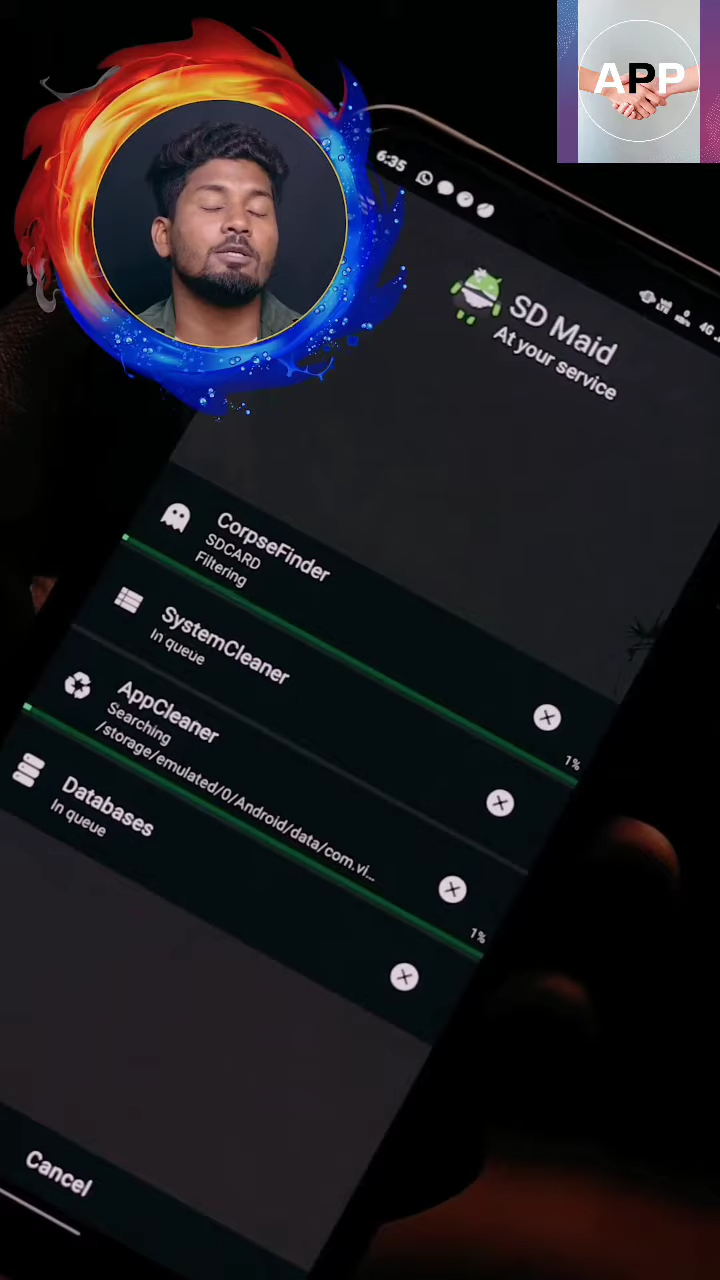 APP
6:35
4G
SD Maid
At your service
CorpseFinder
SDCARD
Filtering
1%
SystemCleaner
In queue
AppCleaner
Searching
/storage/emulated/0/Android/data/com.vi...
1%
Databases
In queue
Cancel